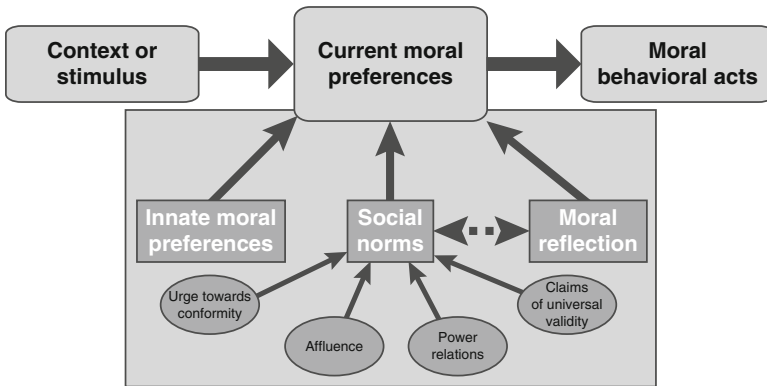 Context or
stimulus
Current moral
preferences
Moral
behavioral acts
Innate moral
preferences
Social
norms
Moral
reflection
Urge towards
conformity
Affluence
Power
relations
Claims
of universal
validity